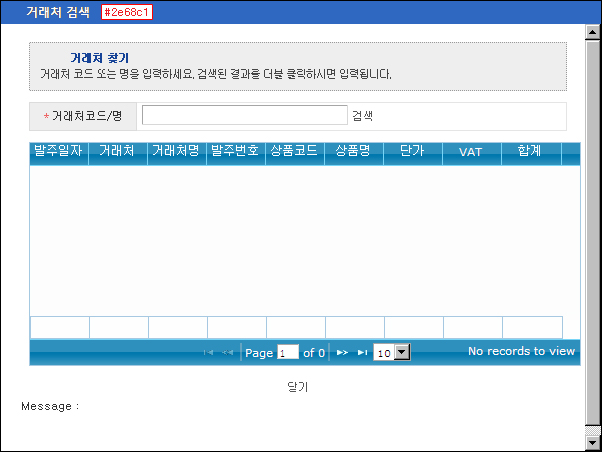 거래처 검색 #2e68c1
거래처 찾기
거래처 코드 또는 명을 입력하세요. 검색된 결과를 더블 클릭하시면 입력됩니다.
* 거래처코드/명 검색
발주일자 거래처 거래처명 발주번호 상품코드 상품명 단가 VAT 합계
Page 1 of 0 10 No records to view
닫기
Message :